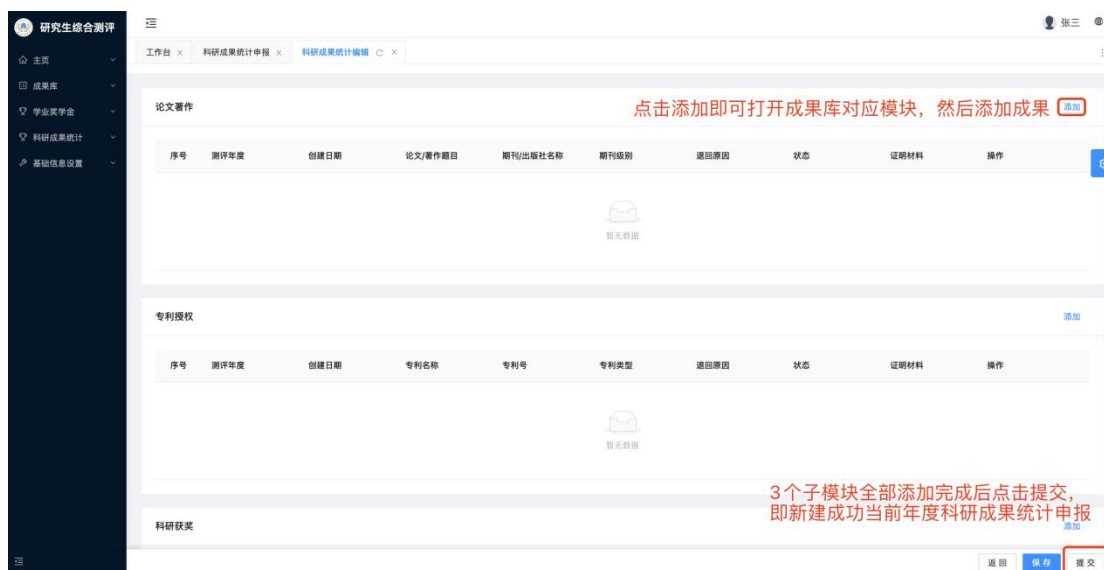 研究生综合测评
张三
主页
成果库
学业奖学金
科研成果统计
基础信息设置
工作台 × 科研成果统计申报 × 科研成果统计编辑 ×
论文著作
点击添加即可打开成果库对应模块，然后添加成果
添加
序号 测评年度 创建日期 论文/著作题目 期刊/出版社名称 期刊级别 退回原因 状态 证明材料 操作
暂无数据
专利授权
添加
序号 测评年度 创建日期 专利名称 专利号 专利类型 退回原因 状态 证明材料 操作
暂无数据
3个子模块全部添加完成后点击提交，
即新建成功当前年度科研成果统计申报
科研获奖
添加
返回 保存 提交